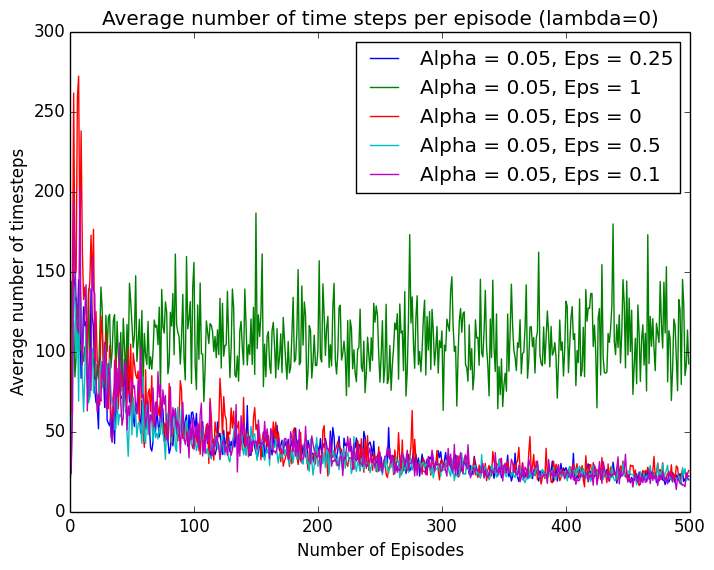 Average number of time steps per episode (lambda=0)
300
250
200
150
100
50
0
Average number of timesteps
Alpha = 0.05, Eps = 0.25
Alpha = 0.05, Eps = 1
Alpha = 0.05, Eps = 0
Alpha = 0.05, Eps = 0.5
Alpha = 0.05, Eps = 0.1
0 100 200 300 400 500
Number of Episodes